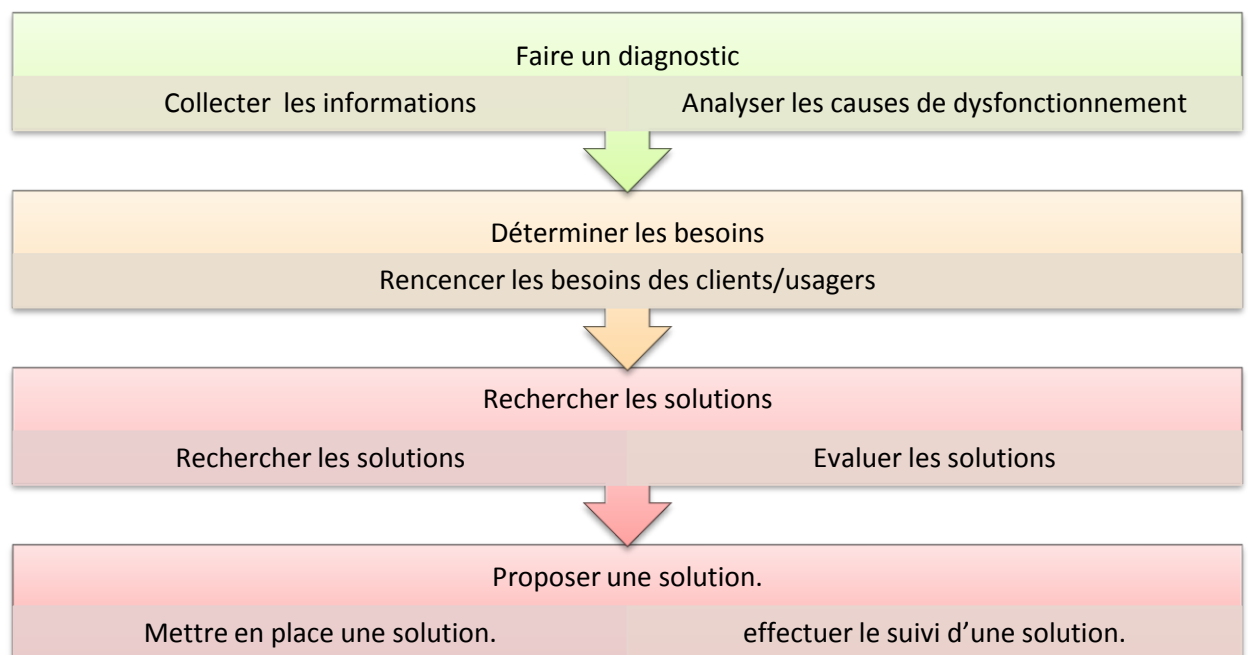 Faire un diagnostic
Collecter les informations
Analyser les causes de dysfonctionnement
Déterminer les besoins
Rencencer les besoins des clients/usagers
Rechercher les solutions
Rechercher les solutions
Evaluer les solutions
Proposer une solution.
Mettre en place une solution.
effectuer le suivi d’une solution.